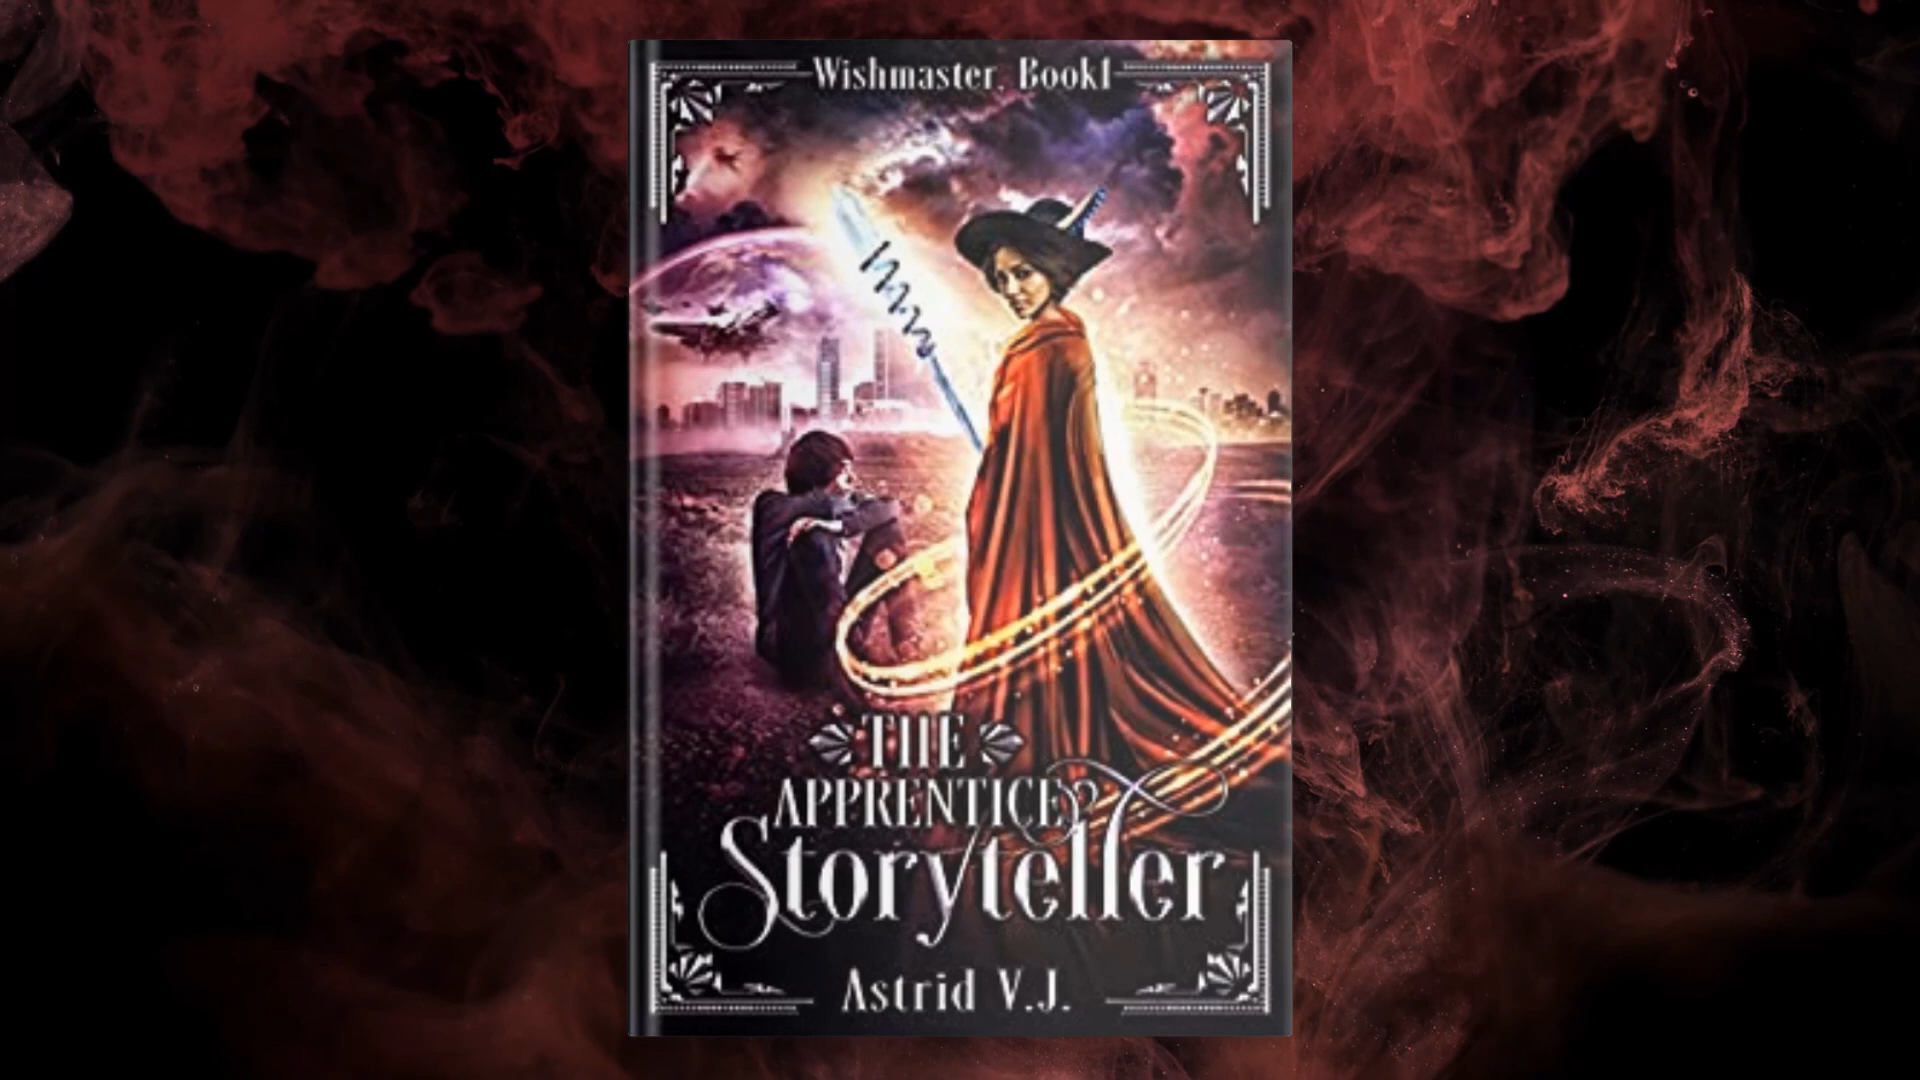 Wishmaster, Book1
THE
APPRENTICE
Storyteller
Astrid V.J.